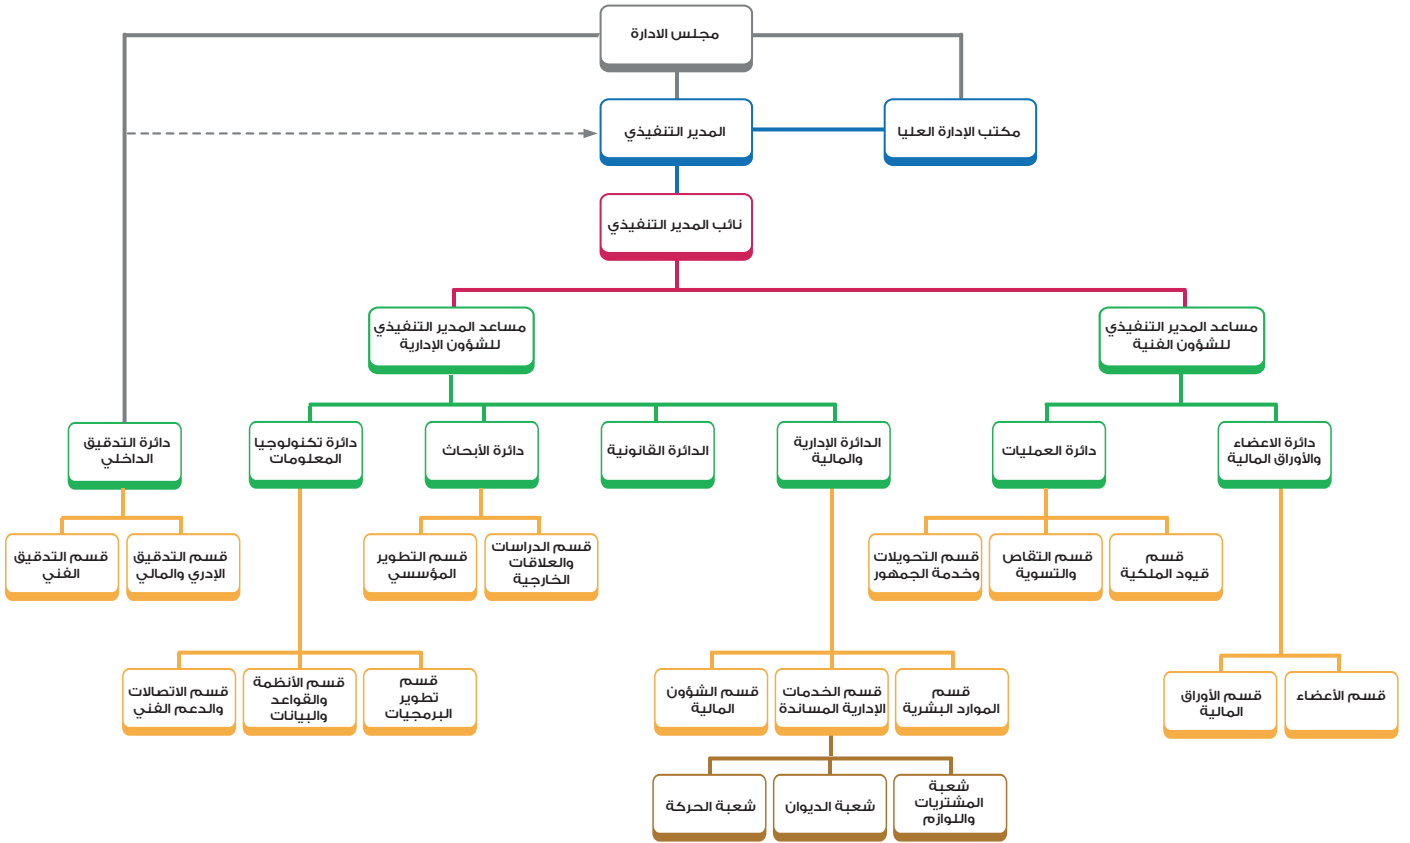 مجلس الادارة
مكتب الإدارة العليا
المدير التنفيذي
نائب المدير التنفيذي
مساعد المدير التنفيذي
للشؤون الفنية
مساعد المدير التنفيذي
للشؤون الإدارية
دائرة الاعضاء
والأوراق المالية
دائرة العمليات
الدائرة الإدارية
والمالية
الدائرة القانونية
دائرة الأبحاث
دائرة تكنولوجيا
المعلومات
دائرة التدقيق
الداخلي
قسم
قيود الملكية
قسم التقاص
والتسوية
قسم التحويلات
وخدمة الجمهور
قسم الدراسات
والعلاقات
الخارجية
قسم التطوير
المؤسسي
قسم التدقيق
الإدري والمالي
قسم التدقيق
الفني
قسم الأعضاء
قسم الأوراق
المالية
قسم
الموارد البشرية
قسم الخدمات
الإدارية المساندة
قسم الشؤون
المالية
قسم
تطوير
البرمجيات
قسم الأنظمة
والقواعد
والبيانات
قسم الاتصالات
والدعم الفني
شعبة
المشتريات
واللوازم
شعبة الديوان
شعبة الحركة